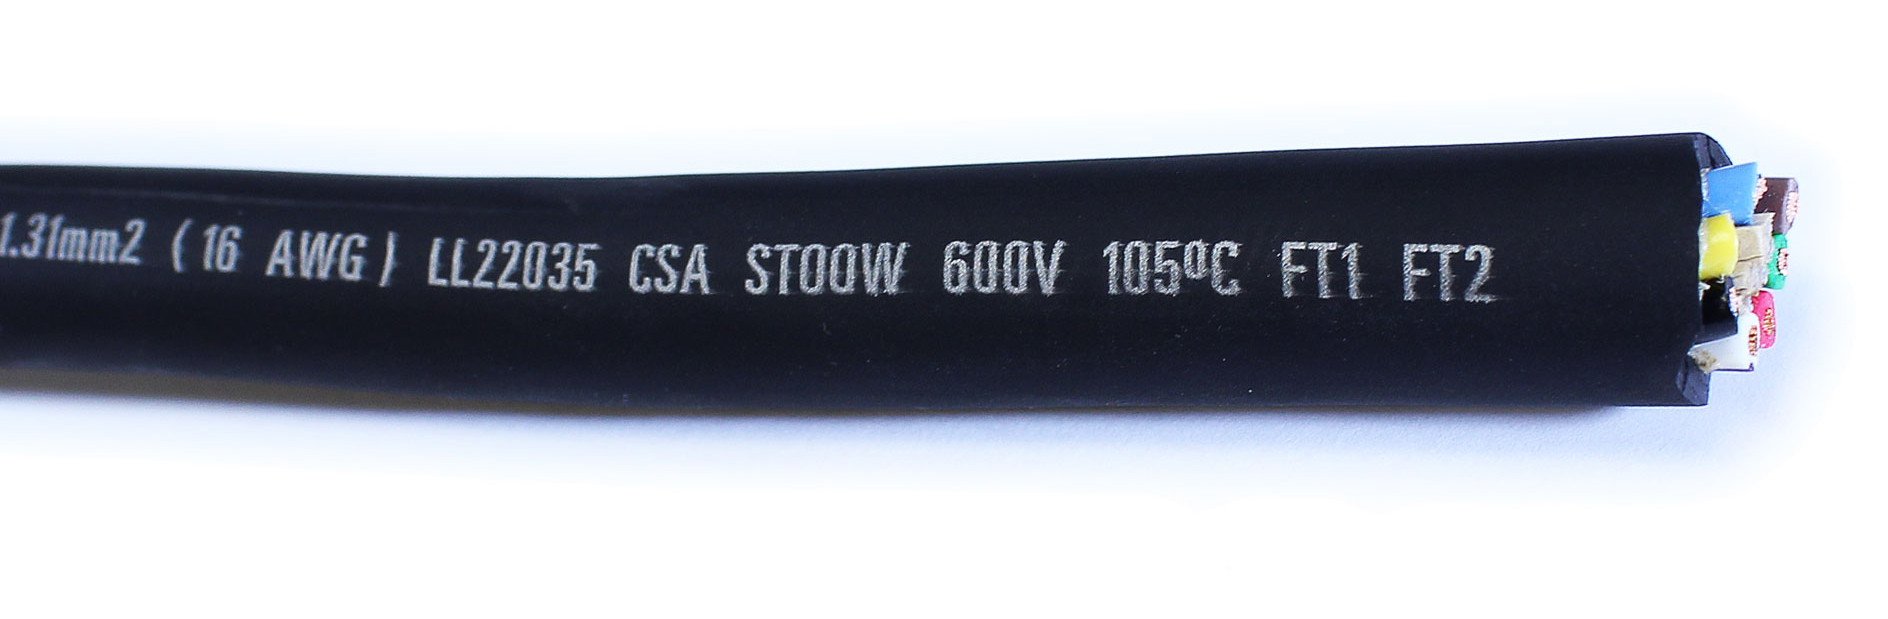 1.31mm2 (16 AWG) LL22035 CSA STOOW 600V 105ºC FT1 FT2